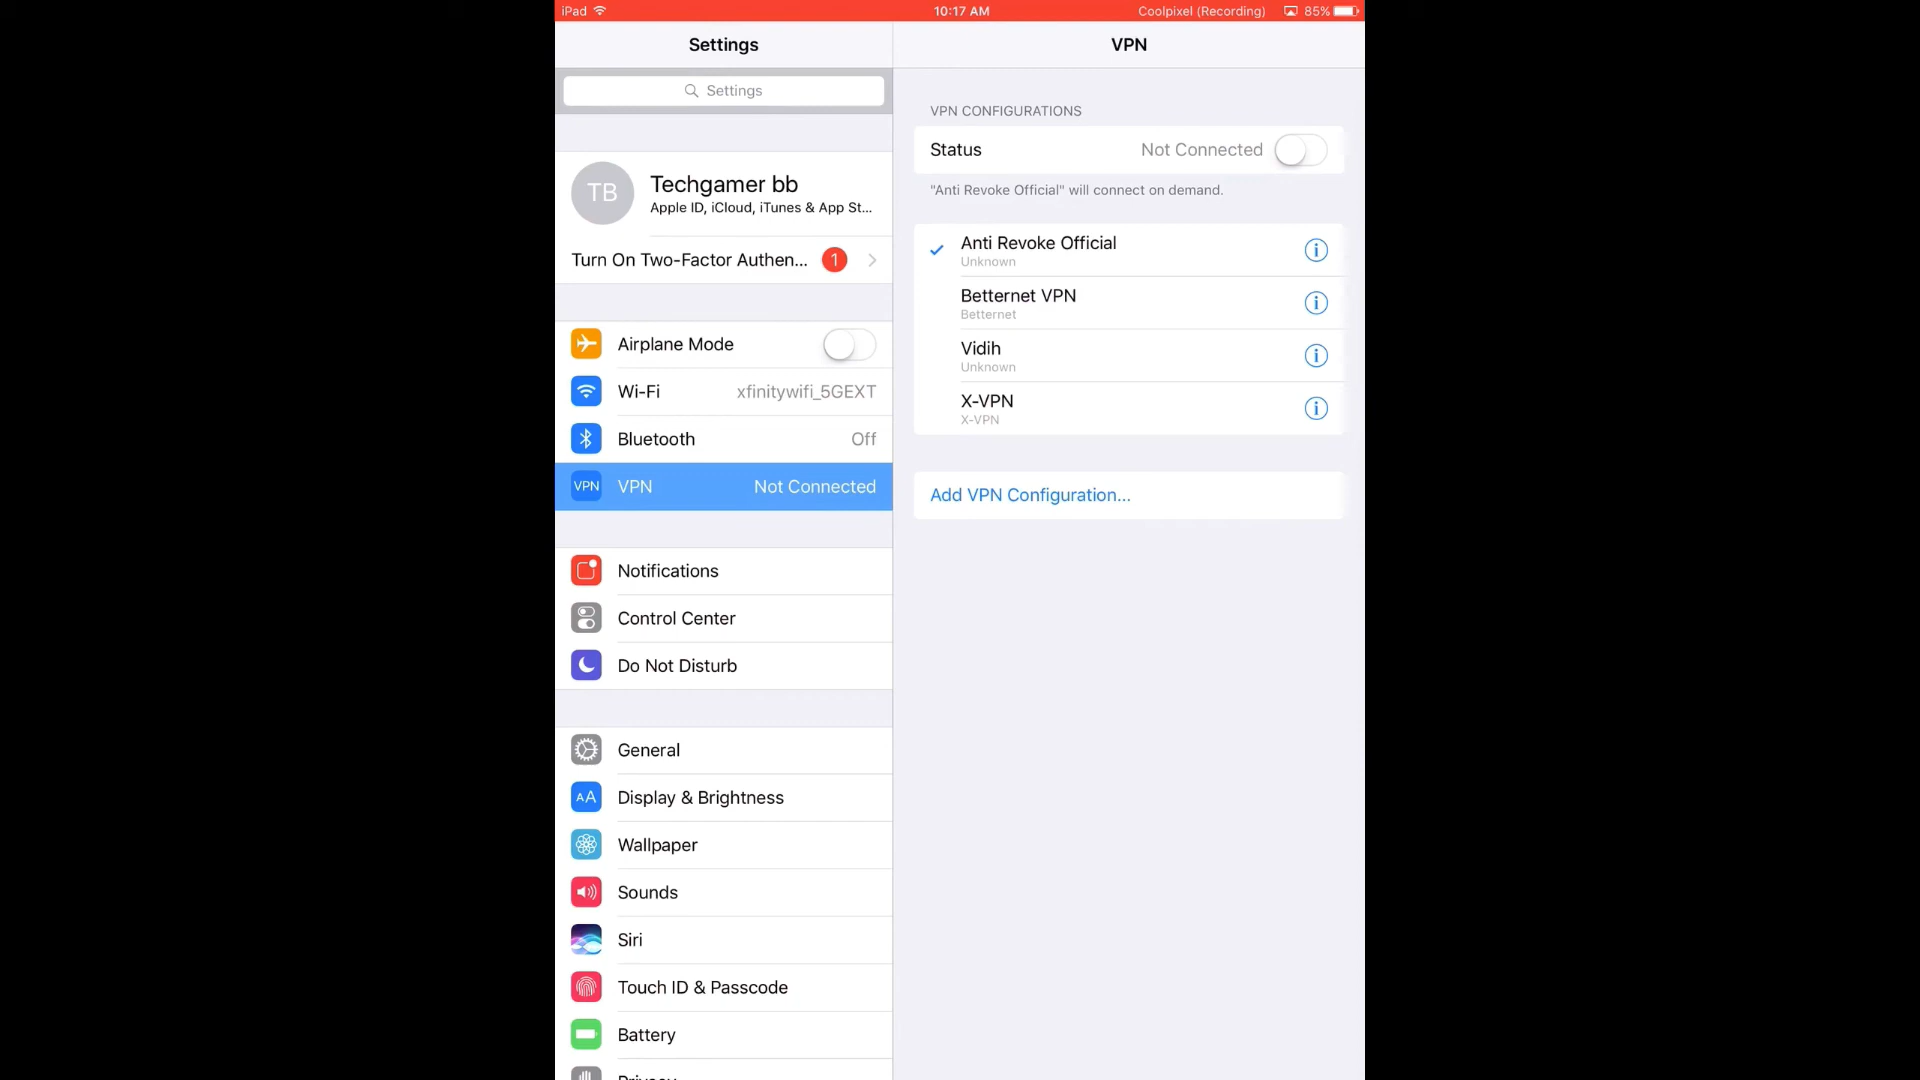 iPad
10:17 AM
Coolpixel (Recording)
85%
Settings
VPN
Settings
VPN CONFIGURATIONS
Status
Not Connected
"Anti Revoke Official" will connect on demand.
TB
Techgamer bb
Apple ID, iCloud, iTunes & App St...
Turn On Two-Factor Authen...
1
Anti Revoke Official
Unknown
Betternet VPN
Betternet
Vidih
Unknown
X-VPN
X-VPN
Add VPN Configuration...
Airplane Mode
Wi-Fi
xfinitywifi_5GEXT
Bluetooth
Off
VPN
VPN
Not Connected
Notifications
Control Center
Do Not Disturb
General
AA
Display & Brightness
Wallpaper
Sounds
Siri
Touch ID & Passcode
Battery